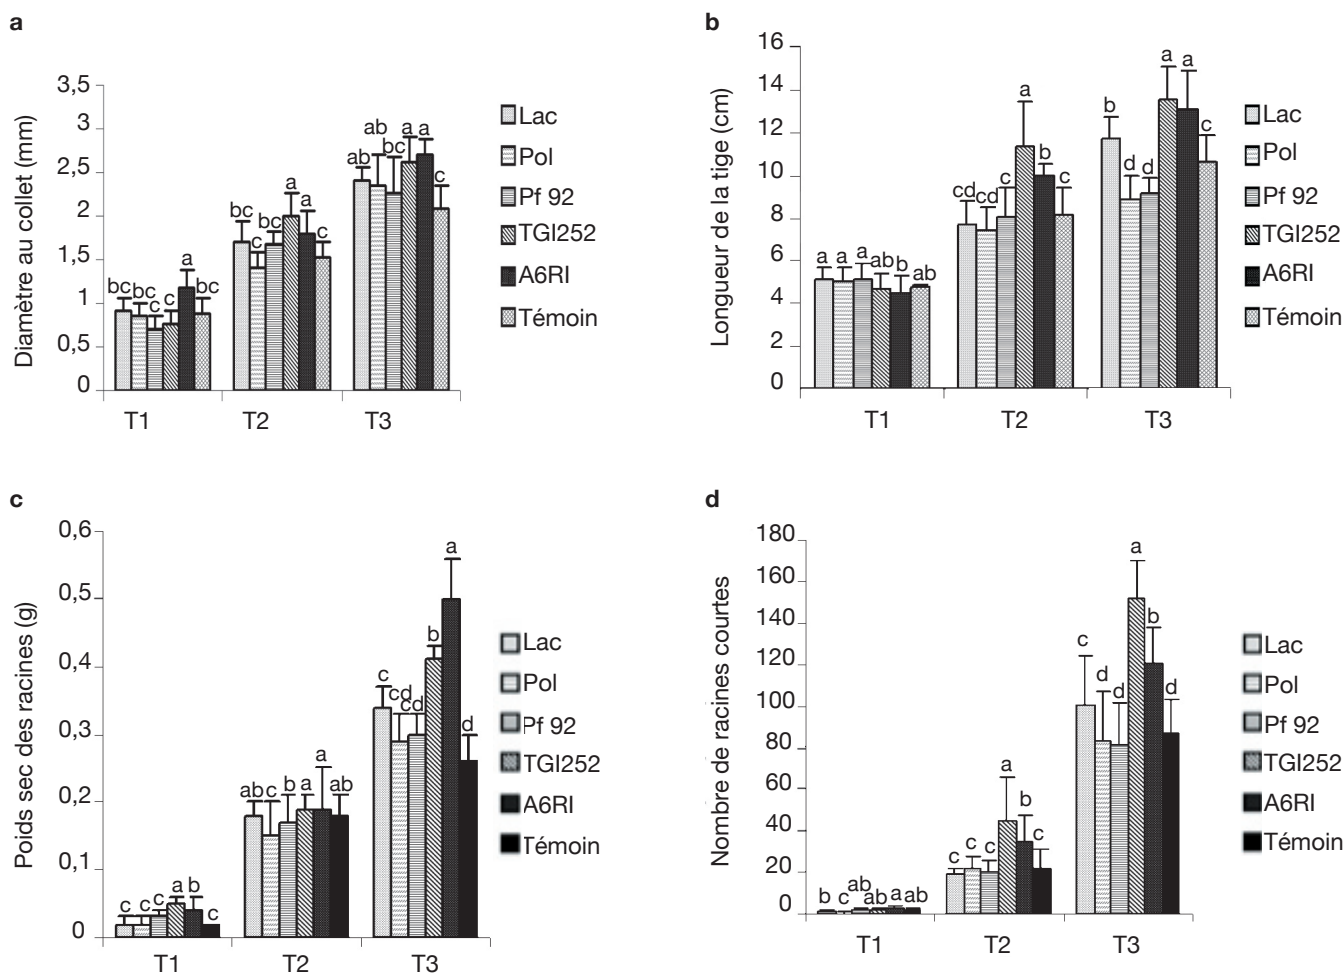 a
Diamètre au collet (mm)
3,5
3
2,5
2
1,5
1
0,5
0
bc bc c c a bc
bc c bc a a c
ab ab bc a a c
T1 T2 T3
Lac
Pol
Pf 92
TGI252
A6RI
Témoin
b
Longueur de la tige (cm)
16
14
12
10
8
6
4
2
0
a a a ab b ab
cd cd c a b c
b d d a a c
T1 T2 T3
Lac
Pol
Pf 92
TGI252
A6RI
Témoin
c
Poids sec des racines (g)
0,6
0,5
0,4
0,3
0,2
0,1
0
c c c a b c
ab c b a a ab
c cd cd b a d
T1 T2 T3
Lac
Pol
Pf 92
TGI252
A6RI
Témoin
d
Nombre de racines courtes
180
160
140
120
100
80
60
40
20
0
b c ab ab a ab
c c c a b c
c d d a b d
T1 T2 T3
Lac
Pol
Pf 92
TGI252
A6RI
Témoin